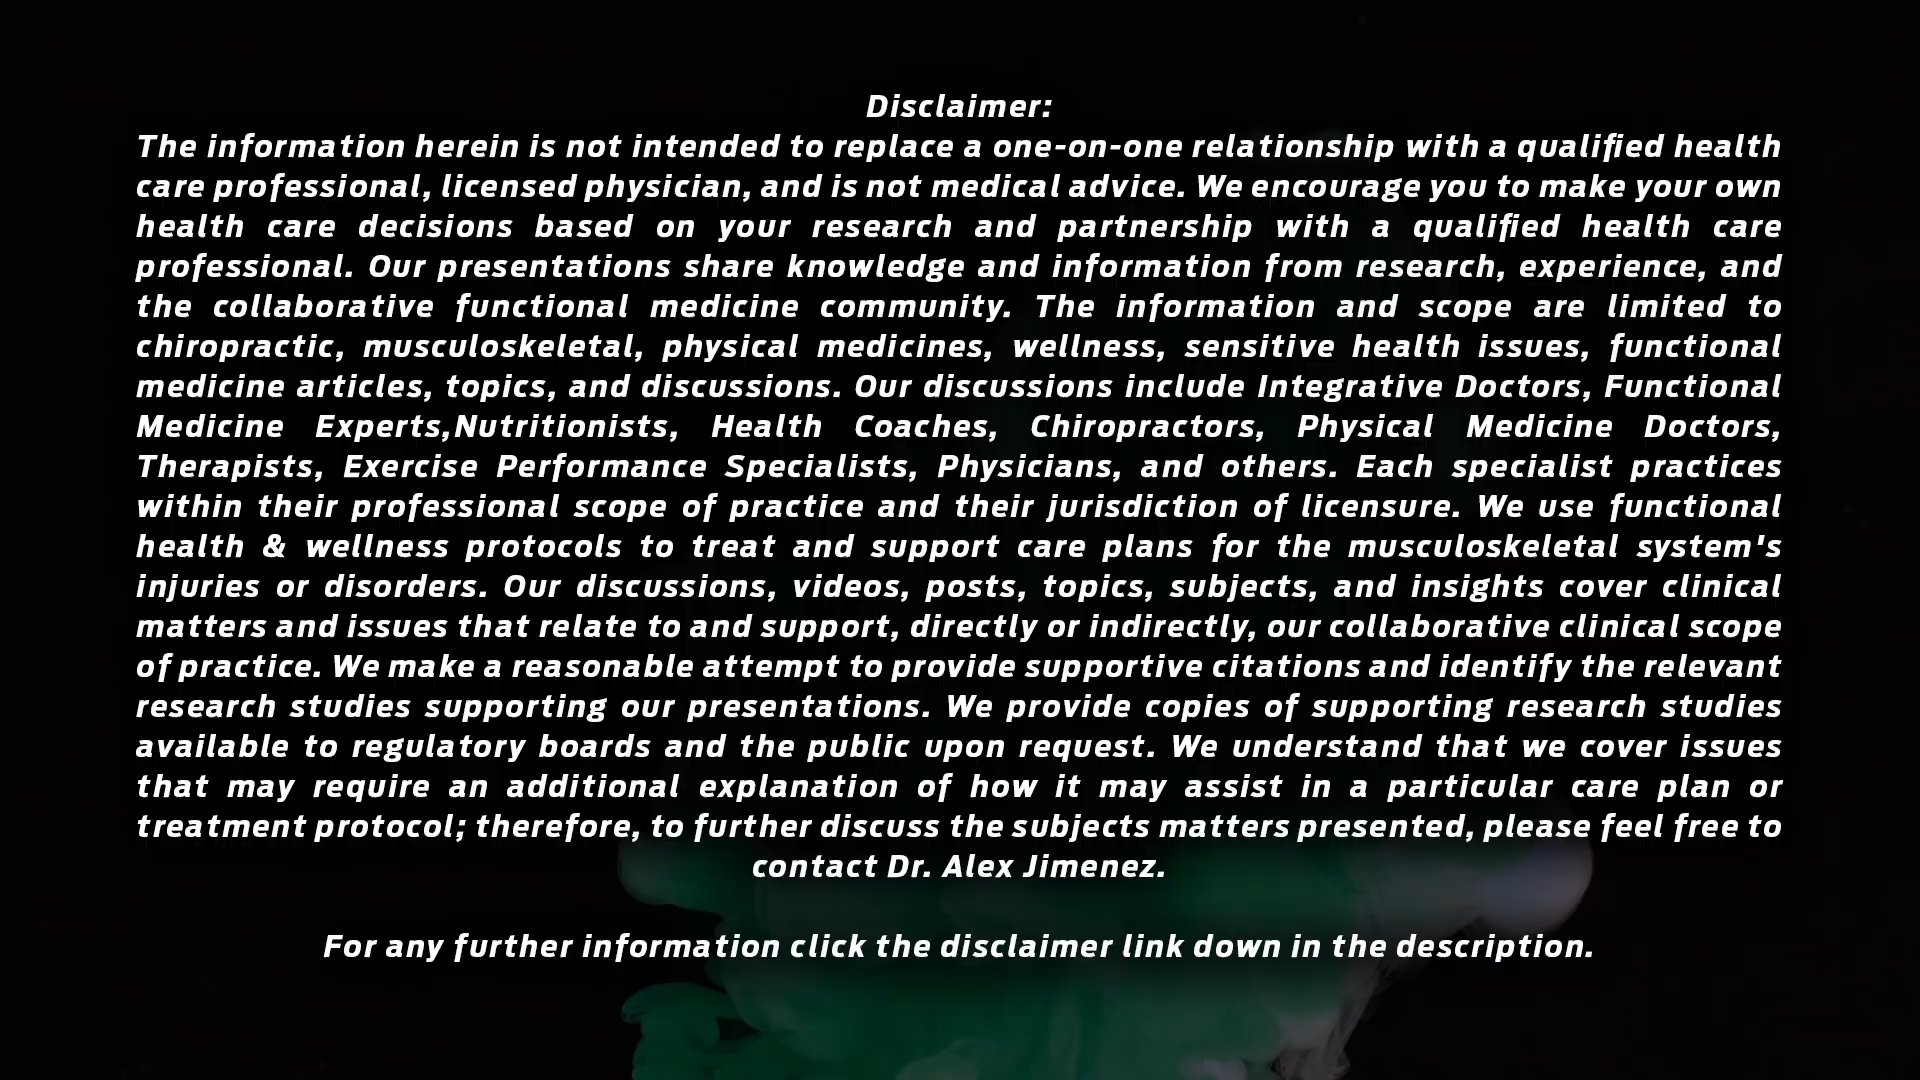 Disclaimer:
The information herein is not intended to replace a one-on-one relationship with a qualified health
care professional, licensed physician, and is not medical advice. We encourage you to make your own
health care decisions based on your research and partnership with a qualified health care
professional. Our presentations share knowledge and information from research, experience, and
the collaborative functional medicine community. The information and scope are limited to
chiropractic, musculoskeletal, physical medicines, wellness, sensitive health issues, functional
medicine articles, topics, and discussions. Our discussions include Integrative Doctors, Functional
Medicine Experts,Nutritionists, Health Coaches, Chiropractors, Physical Medicine Doctors,
Therapists, Exercise Performance Specialists, Physicians, and others. Each specialist practices
within their professional scope of practice and their jurisdiction of licensure. We use functional
health & wellness protocols to treat and support care plans for the musculoskeletal system's
injuries or disorders. Our discussions, videos, posts, topics, subjects, and insights cover clinical
matters and issues that relate to and support, directly or indirectly, our collaborative clinical scope
of practice. We make a reasonable attempt to provide supportive citations and identify the relevant
research studies supporting our presentations. We provide copies of supporting research studies
available to regulatory boards and the public upon request. We understand that we cover issues
that may require an additional explanation of how it may assist in a particular care plan or
treatment protocol; therefore, to further discuss the subjects matters presented, please feel free to
contact Dr. Alex Jimenez.
For any further information click the disclaimer link down in the description.